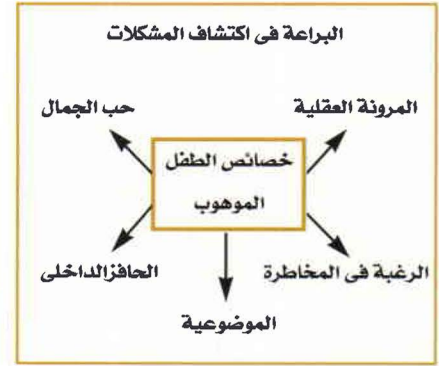 البراعة فى اكتشاف المشكلات
المرونة العقلية
حب الجمال
خصائص الطفل
الموهوب
الرغبة فى المخاطرة
الحافزالداخلى
الموضوعية